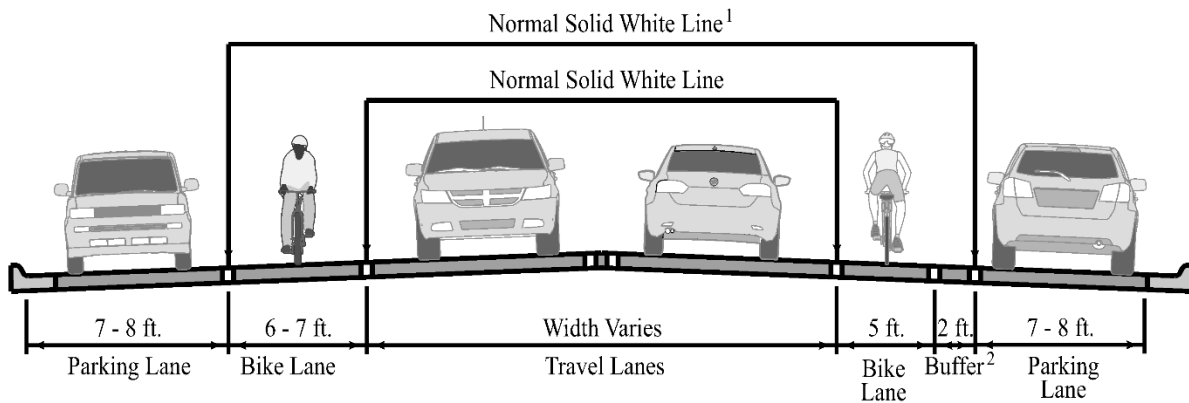 Normal Solid White Line1
Normal Solid White Line
7 - 8 ft.
Parking Lane
6 - 7 ft.
Bike Lane
Width Varies
Travel Lanes
5 ft.
Bike
Lane
2 ft.
Buffer2
7 - 8 ft.
Parking
Lane